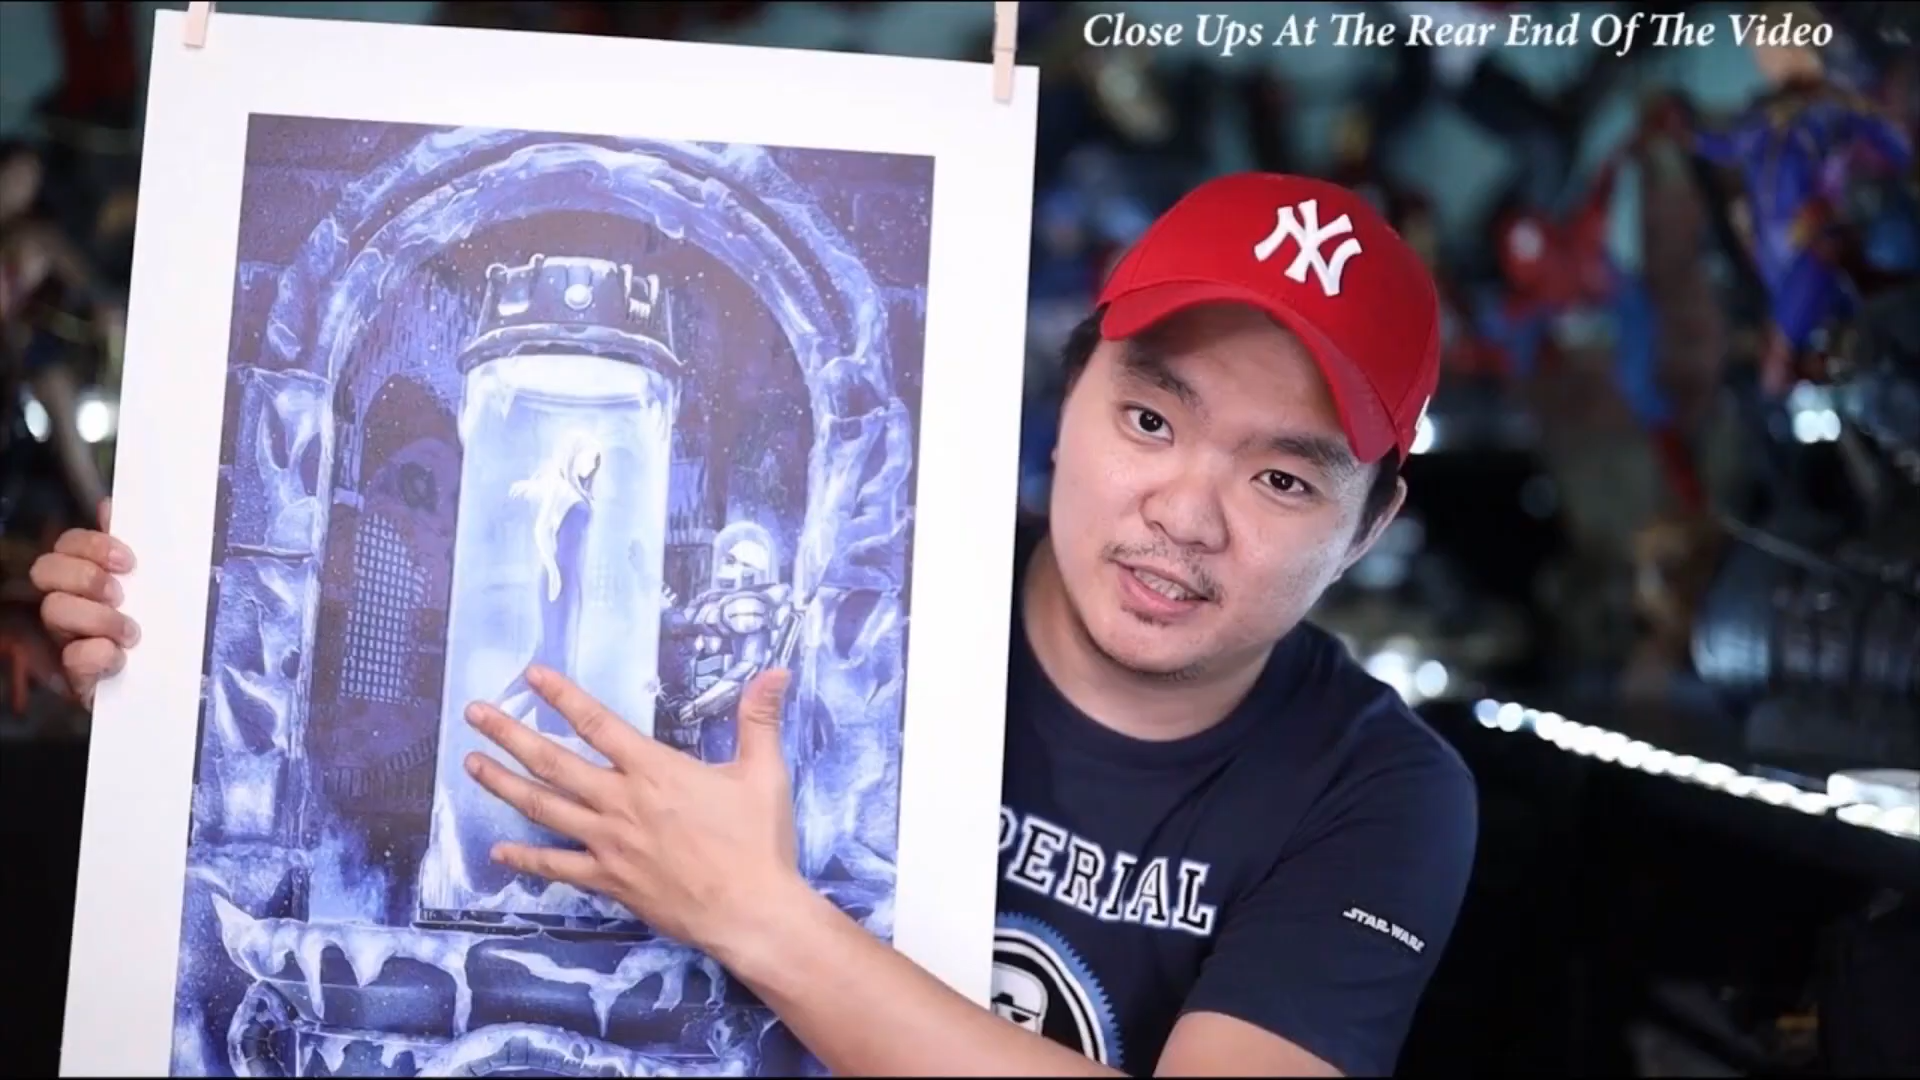 Close Ups At The Rear End Of The Video
NY
PERIAL
STAR WARS